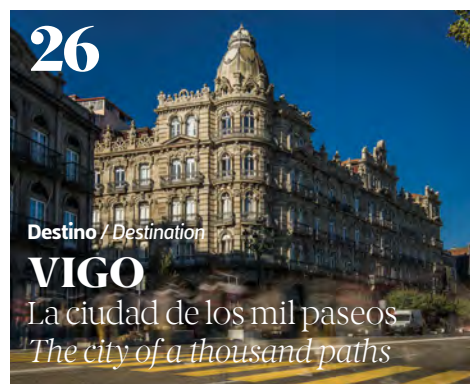 26
Destino / Destination
VIGO
La ciudad de los mil paseos
The city of a thousand paths